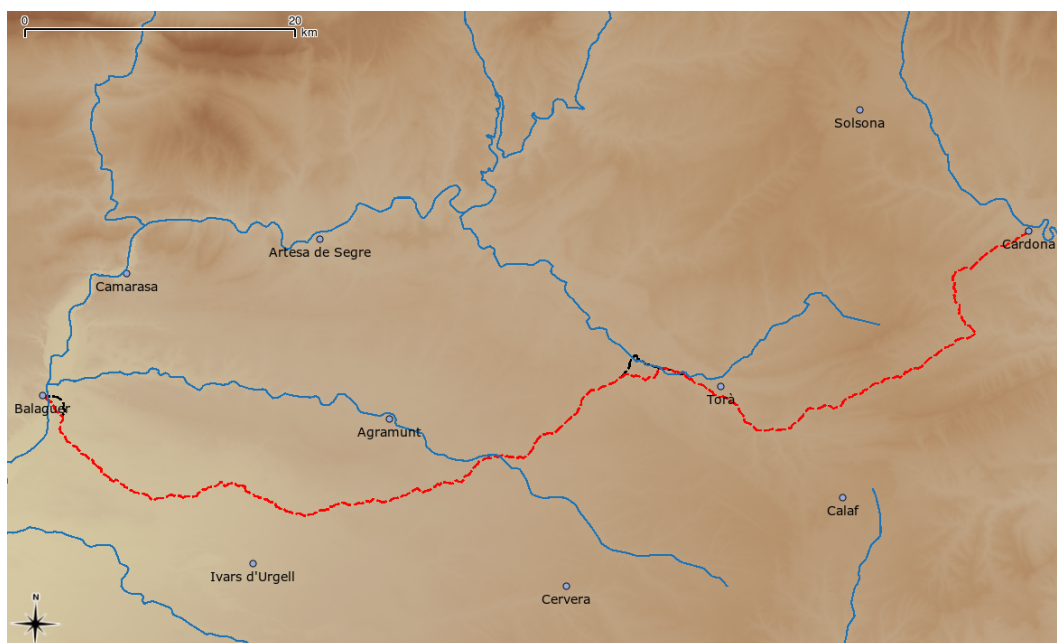 0
20
km
Solsona
Cardona
Artesa de Segre
Camarasa
Torà
Balaguer
Agramunt
Calaf
Ivars d'Urgell
Cervera
N